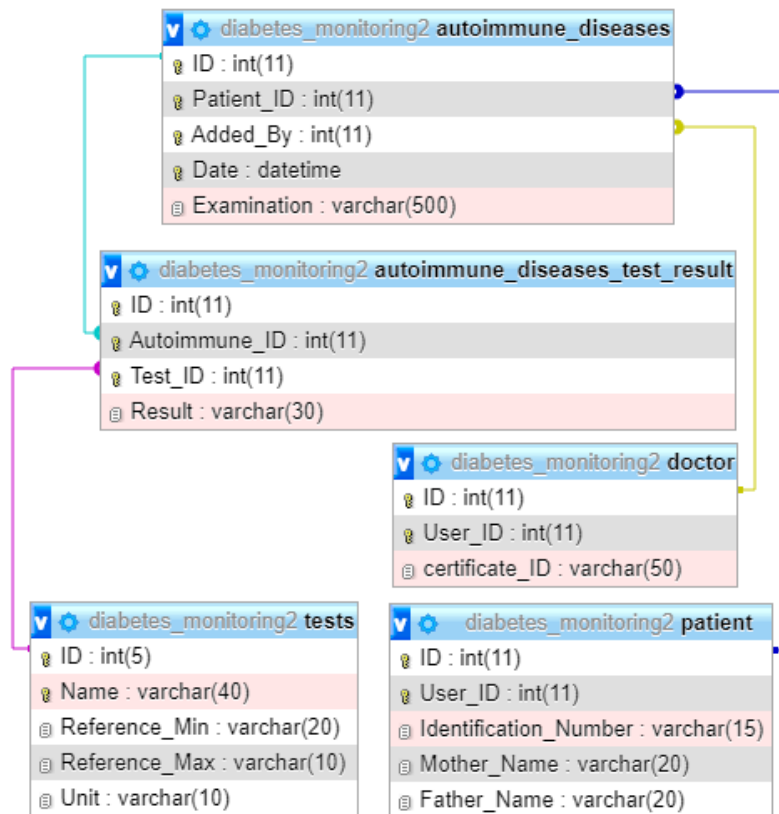 diabetes_monitoring2 autoimmune_diseases
ID : int(11)
Patient_ID : int(11)
Added_By : int(11)
Date : datetime
Examination : varchar(500)
diabetes_monitoring2 autoimmune_diseases_test_result
ID : int(11)
Autoimmune_ID : int(11)
Test_ID : int(11)
Result : varchar(30)
diabetes_monitoring2 doctor
ID : int(11)
User_ID : int(11)
certificate_ID : varchar(50)
diabetes_monitoring2 tests
ID : int(5)
Name : varchar(40)
Reference_Min : varchar(20)
Reference_Max : varchar(10)
Unit : varchar(10)
diabetes_monitoring2 patient
ID : int(11)
User_ID : int(11)
Identification_Number : varchar(15)
Mother_Name : varchar(20)
Father_Name : varchar(20)